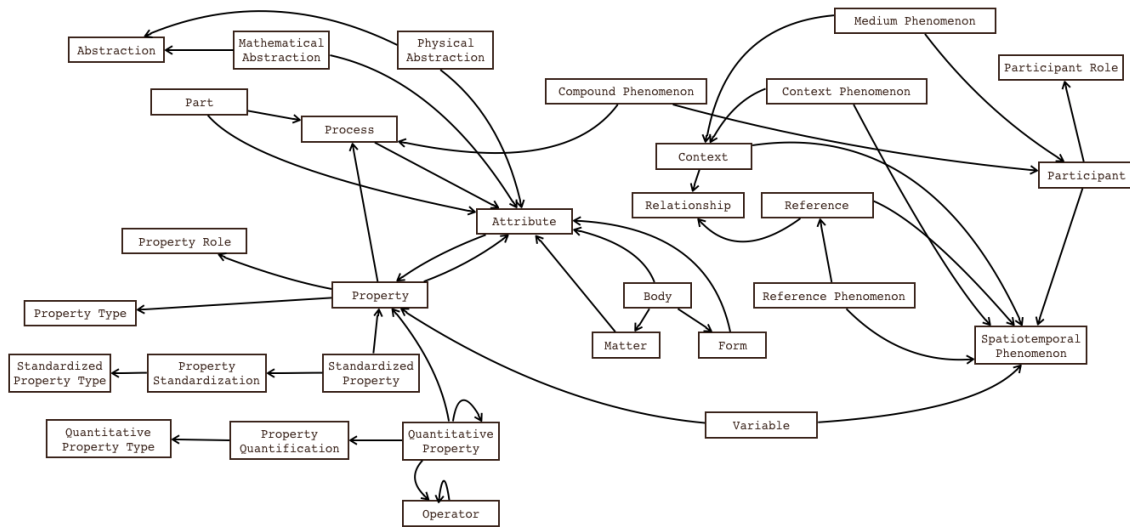 Medium Phenomenon
Abstraction
Mathematical
Abstraction
Physical
Abstraction
Participant Role
Part
Compound Phenomenon
Context Phenomenon
Process
Context
Participant
Relationship
Reference
Attribute
Property Role
Property
Body
Reference Phenomenon
Property Type
Matter
Form
Spatiotemporal
Phenomenon
Standardized
Property Type
Property
Standardization
Standardized
Property
Variable
Quantitative
Property Type
Property
Quantification
Quantitative
Property
Operator